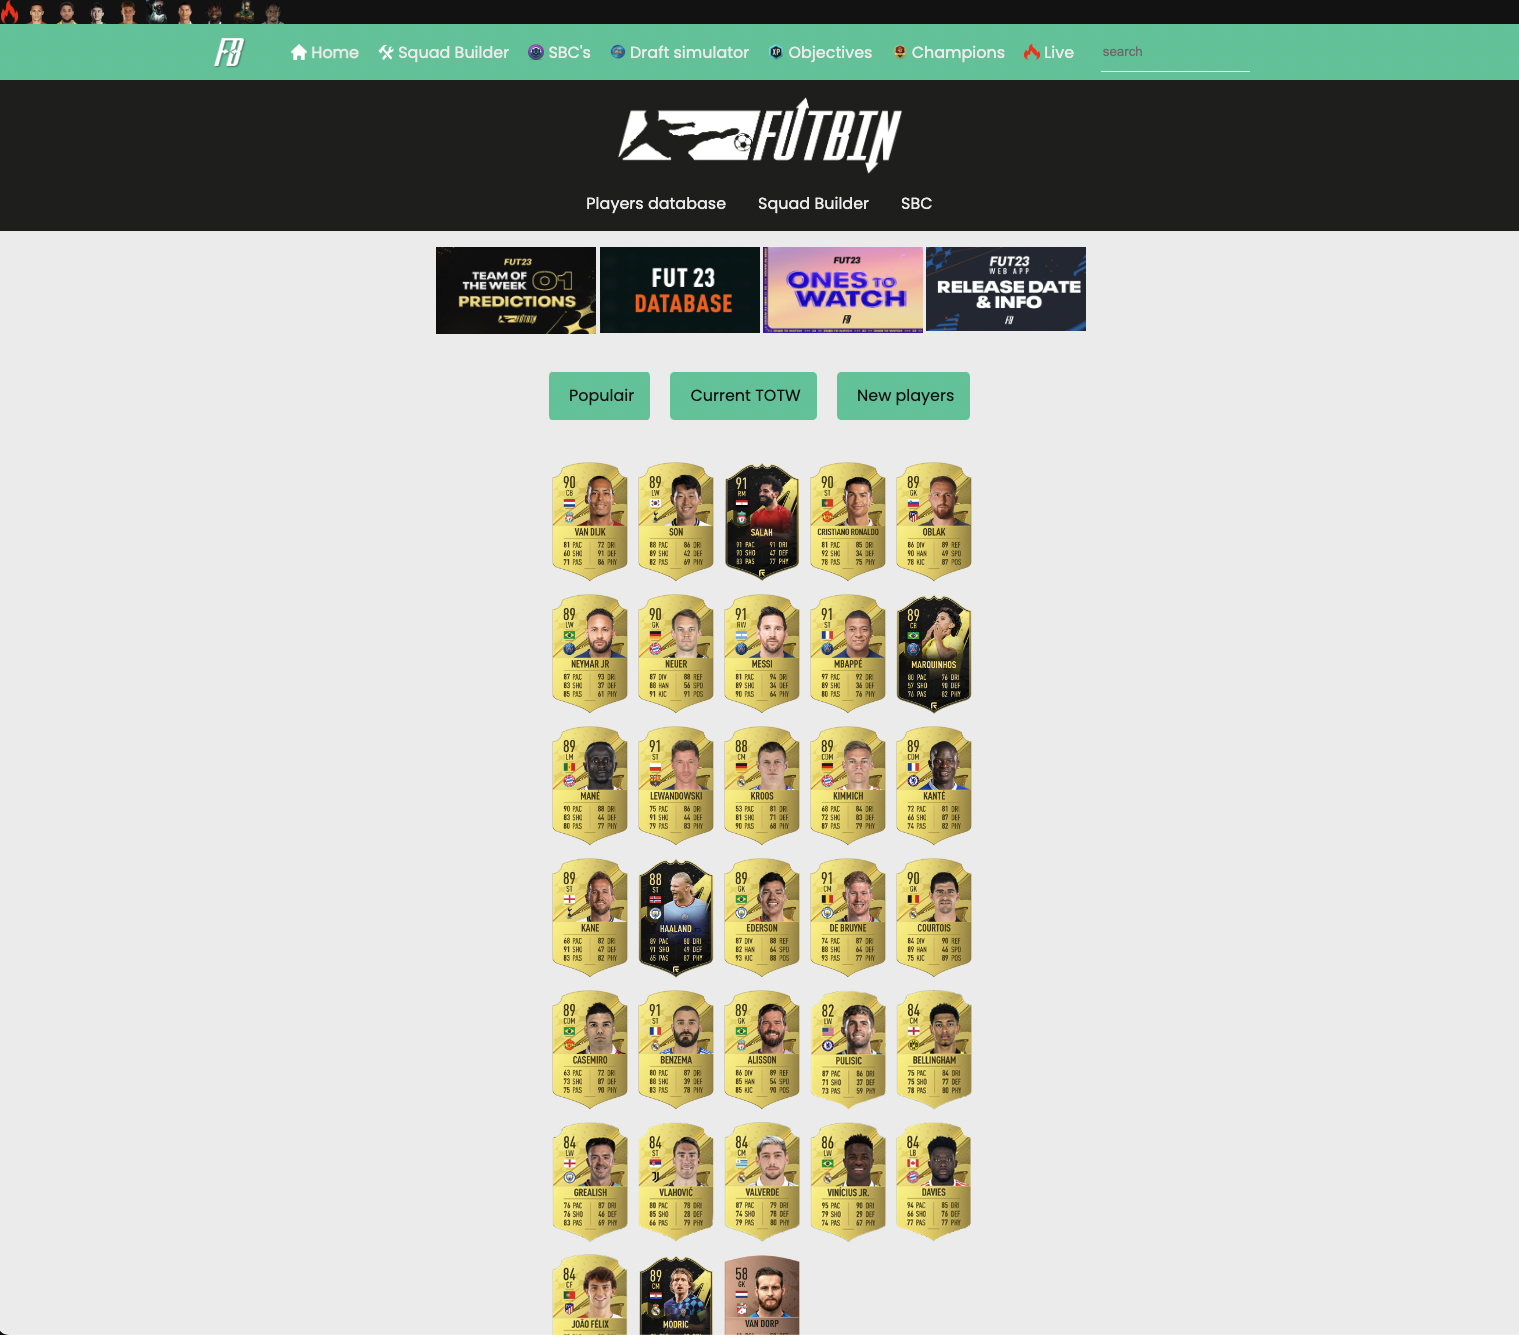 FB Home Squad Builder SBC's Draft simulator Objectives Champions Live search
FUTBIN
Players database Squad Builder SBC
FUT23 TEAM OF THE WEEK 01 PREDICTIONS FUTBIN
FUT 23 DATABASE
FUT23 ONES TO WATCH FB
FUT23 WEB APP RELEASE DATE & INFO FB
Populair Current TOTW New players
90 CB VAN DIJK 81 PAC 72 DRI 60 SHO 91 DEF 71 PAS 86 PHY
89 LW SON 88 PAC 86 DRI 89 SHO 42 DEF 82 PAS 69 PHY
91 RM SALAH 91 PAC 91 DRI 90 SHO 47 DEF 83 PAS 77 PHY
90 ST CRISTIANO RONALDO 81 PAC 85 DRI 92 SHO 34 DEF 78 PAS 75 PHY
89 GK OBLAK 86 DIV 89 REF 90 HAN 49 SPD 78 KIC 87 POS
89 LW NEYMAR JR 87 PAC 93 DRI 83 SHO 37 DEF 85 PAS 61 PHY
90 GK NEUER 87 DIV 88 REF 88 HAN 56 SPD 91 KIC 91 POS
91 RW MESSI 81 PAC 94 DRI 89 SHO 34 DEF 90 PAS 64 PHY
91 ST MBAPPÉ 97 PAC 92 DRI 89 SHO 36 DEF 80 PAS 76 PHY
89 CB MARQUINHOS 80 PAC 76 DRI 57 SHO 90 DEF 76 PAS 82 PHY
89 LM MANÉ 90 PAC 88 DRI 83 SHO 44 DEF 80 PAS 77 PHY
91 ST LEWANDOWSKI 75 PAC 86 DRI 91 SHO 44 DEF 79 PAS 83 PHY
88 CM KROOS 53 PAC 81 DRI 81 SHO 71 DEF 90 PAS 68 PHY
89 CDM KIMMICH 68 PAC 84 DRI 72 SHO 83 DEF 87 PAS 79 PHY
89 CDM KANTÉ 72 PAC 81 DRI 66 SHO 87 DEF 74 PAS 82 PHY
89 ST KANE 68 PAC 82 DRI 91 SHO 47 DEF 83 PAS 82 PHY
88 ST HAALAND 89 PAC 80 DRI 91 SHO 49 DEF 65 PAS 87 PHY
89 GK EDERSON 87 DIV 88 REF 82 HAN 64 SPD 93 KIC 88 POS
91 CM DE BRUYNE 74 PAC 87 DRI 88 SHO 64 DEF 93 PAS 77 PHY
90 GK COURTOIS 84 DIV 90 REF 89 HAN 46 SPD 75 KIC 89 POS
89 CDM CASEMIRO 63 PAC 72 DRI 73 SHO 87 DEF 75 PAS 90 PHY
91 ST BENZEMA 80 PAC 87 DRI 88 SHO 39 DEF 83 PAS 78 PHY
89 GK ALISSON 86 DIV 89 REF 85 HAN 54 SPD 85 KIC 90 POS
82 LW PULISIC 87 PAC 86 DRI 71 SHO 37 DEF 73 PAS 59 PHY
84 CM BELLINGHAM 75 PAC 84 DRI 75 SHO 77 DEF 78 PAS 80 PHY
84 LW GREALISH 76 PAC 87 DRI 76 SHO 46 DEF 83 PAS 69 PHY
84 ST VLAHOVIĆ 80 PAC 78 DRI 85 SHO 28 DEF 66 PAS 79 PHY
84 CM VALVERDE 87 PAC 79 DRI 74 SHO 78 DEF 79 PAS 80 PHY
86 LW VINÍCIUS JR. 95 PAC 90 DRI 79 SHO 29 DEF 74 PAS 67 PHY
84 LB DAVIES 94 PAC 85 DRI 66 SHO 76 DEF 77 PAS 77 PHY
84 CF JOÃO FÉLIX
89 CM MODRIĆ
58 GK VAN DORP